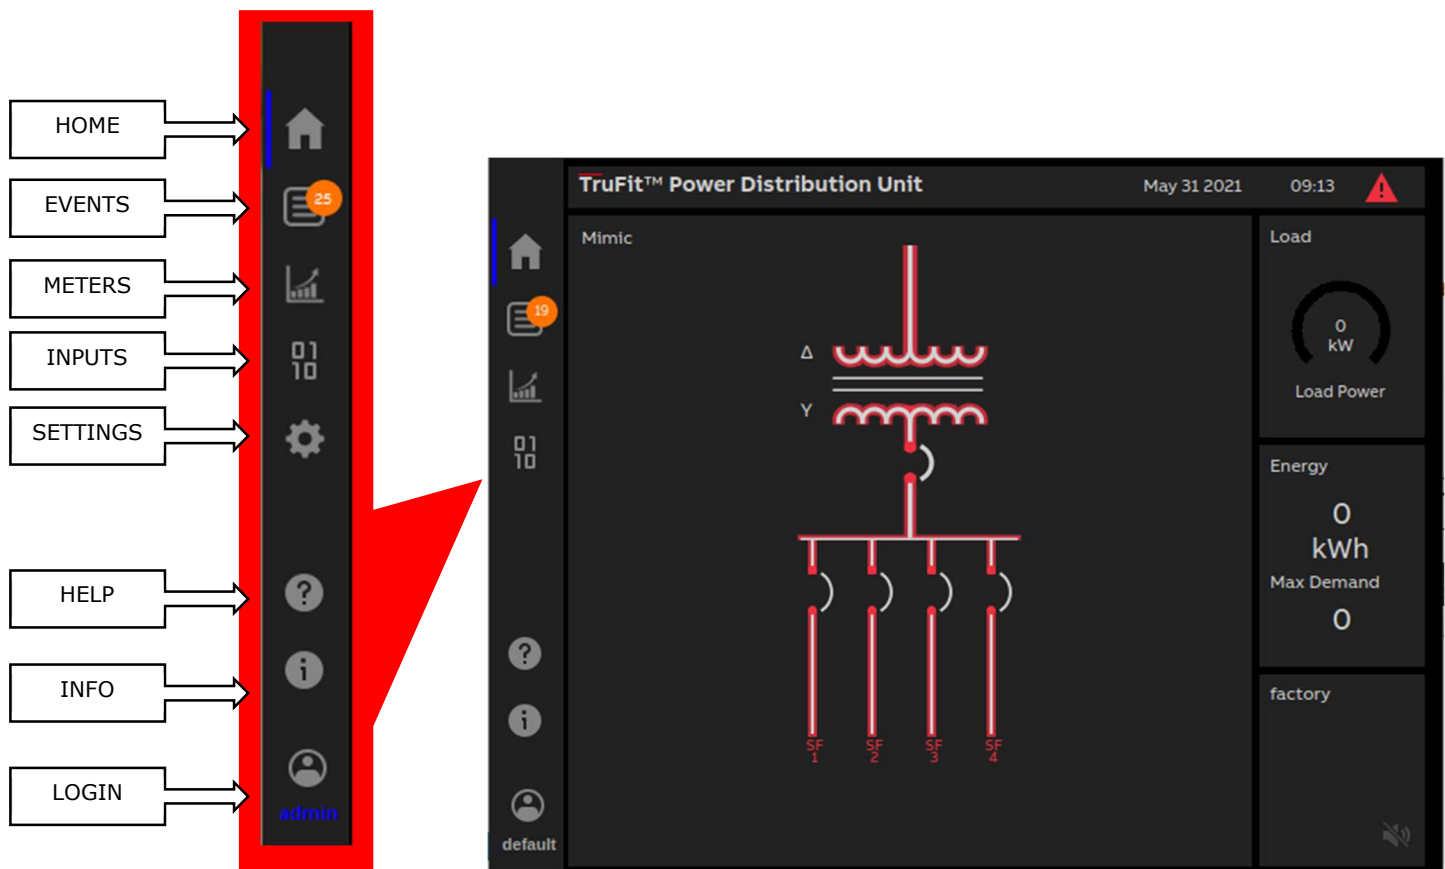 HOME
EVENTS
METERS
INPUTS
SETTINGS
HELP
INFO
LOGIN
25
01
10
admin
TruFit™ Power Distribution Unit
May 31 2021
09:13
19
01
10
default
Mimic
Δ
Y
SF
1
SF
2
SF
3
SF
4
Load
0
kW
Load Power
Energy
0
kWh
Max Demand
0
factory